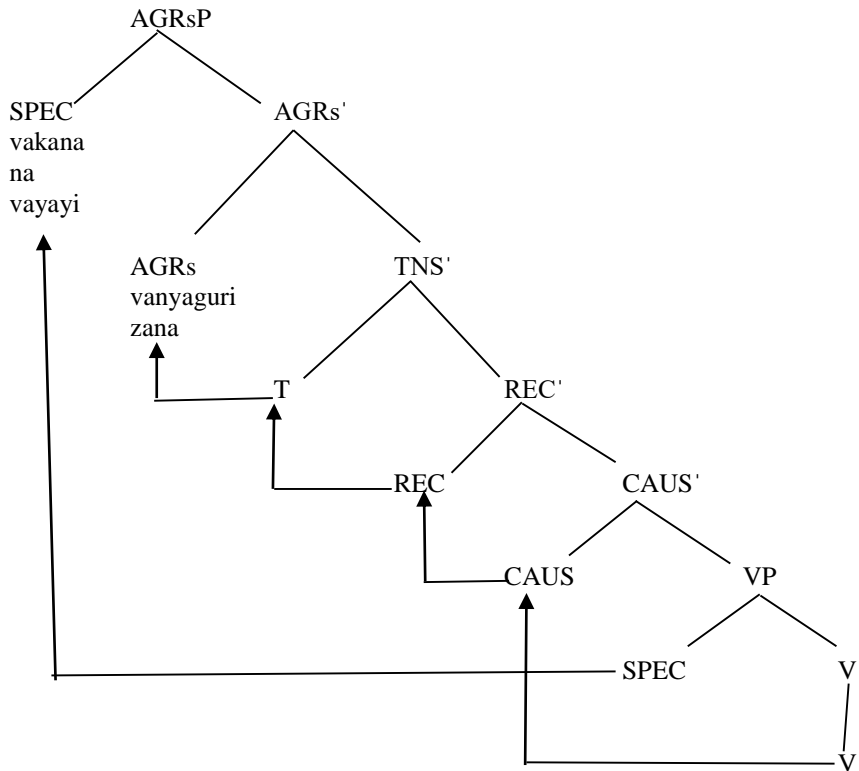 AGRsP
SPEC
vakana
na
vayayi
AGRs'
AGRs
vanyaguri
zana
TNS'
T
REC'
REC
CAUS'
CAUS
VP
SPEC
V
V